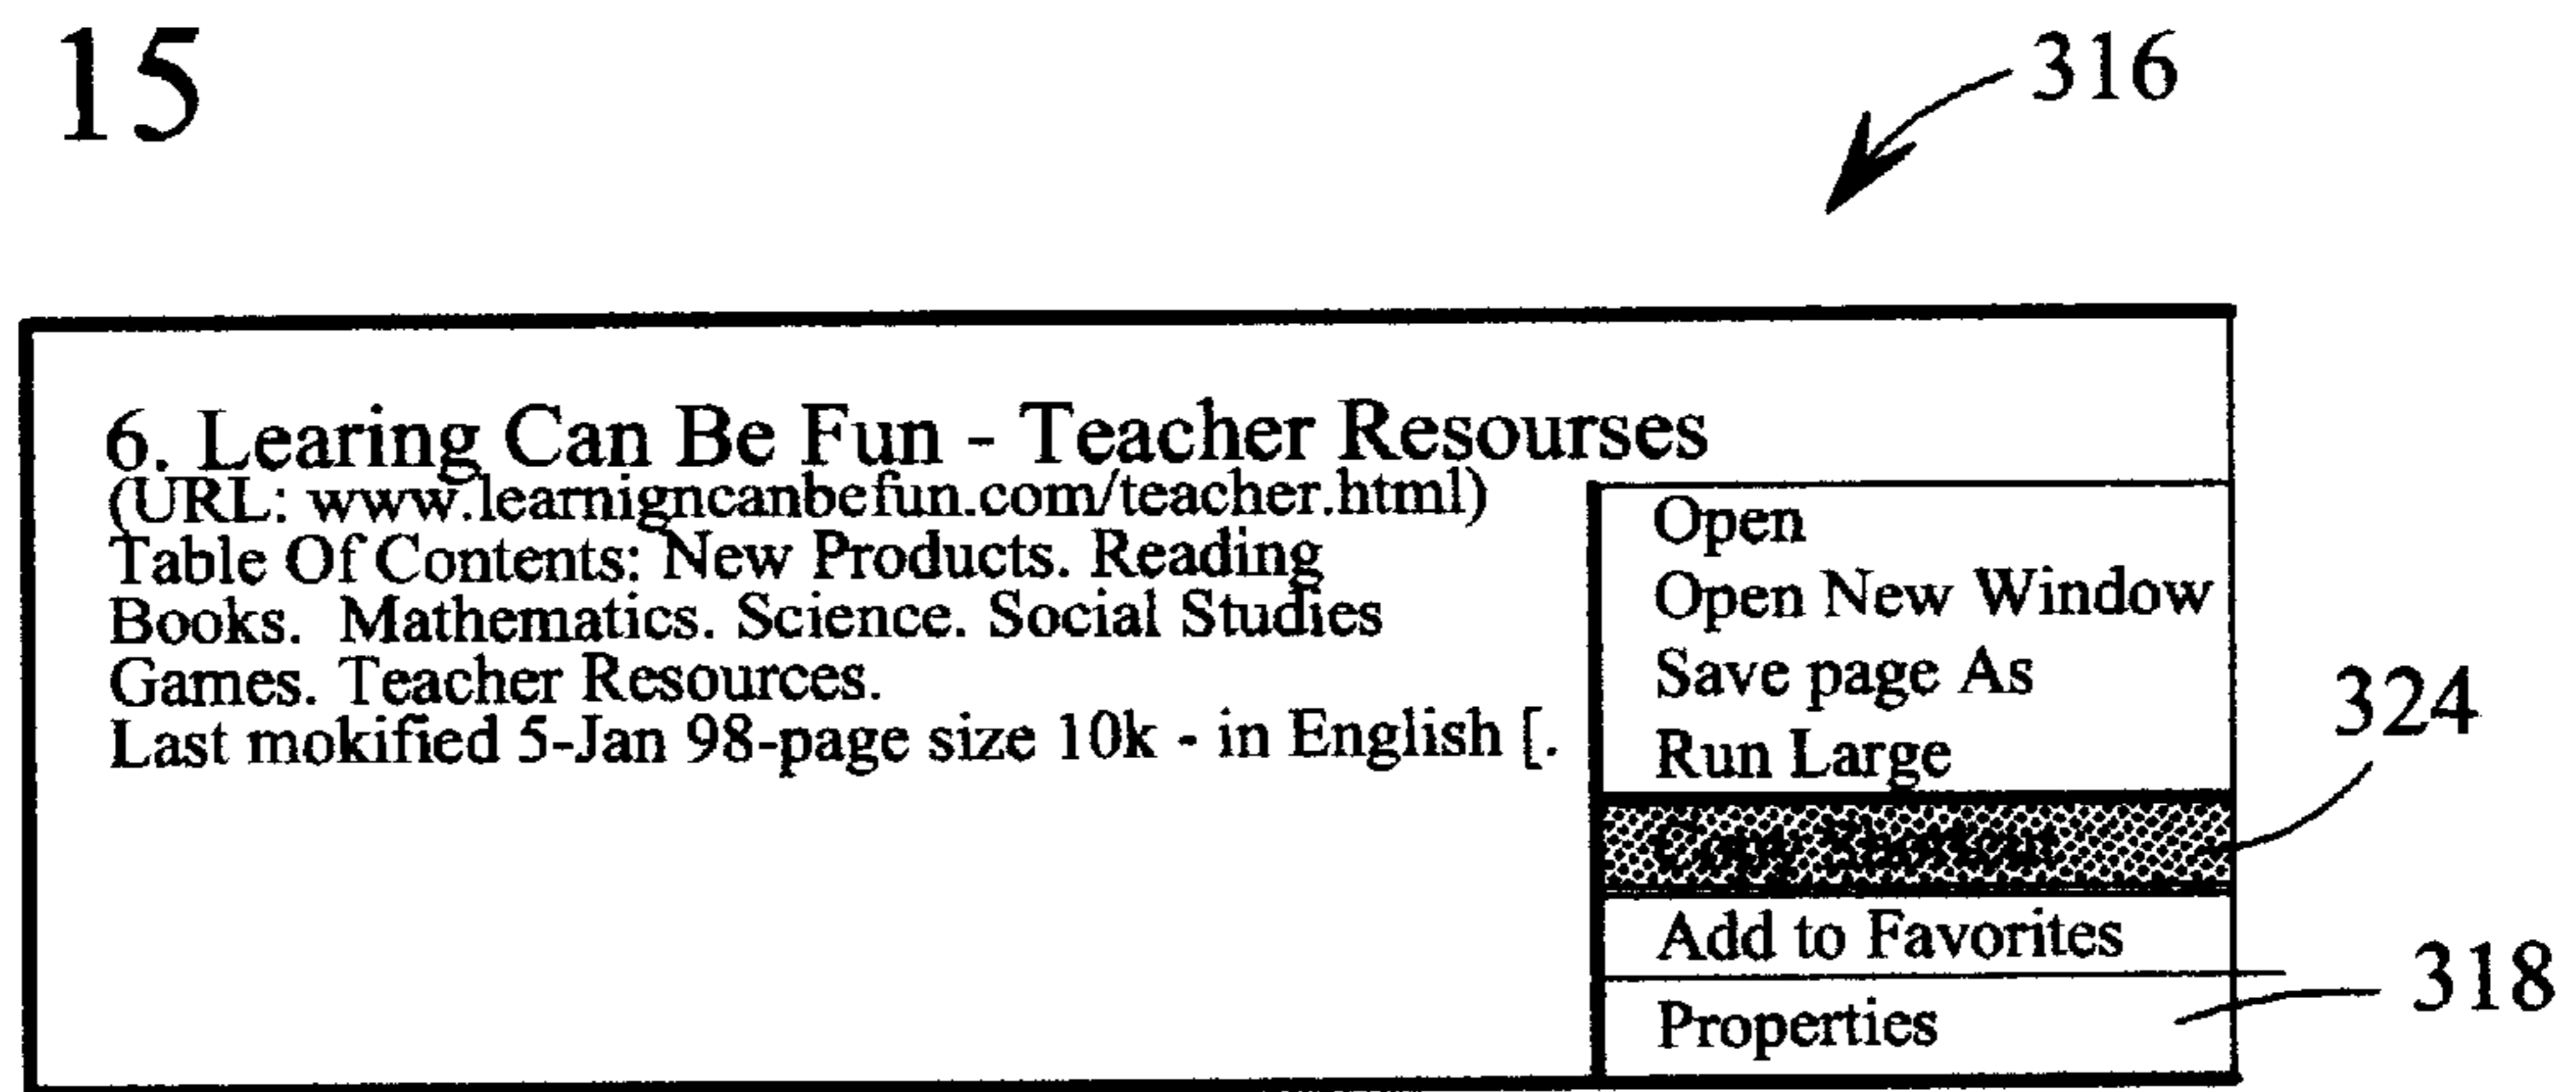 15
316
6. Learing Can Be Fun - Teacher Resourses
(URL: www.learnigncanbefun.com/teacher.html)
Table Of Contents: New Products. Reading
Books. Mathematics. Science. Social Studies
Games. Teacher Resources.
Last mokified 5-Jan 98-page size 10k - in English [.
Open
Open New Window
Save page As
Run Large
Copy Shortcut
324
Add to Favorites
Properties
318